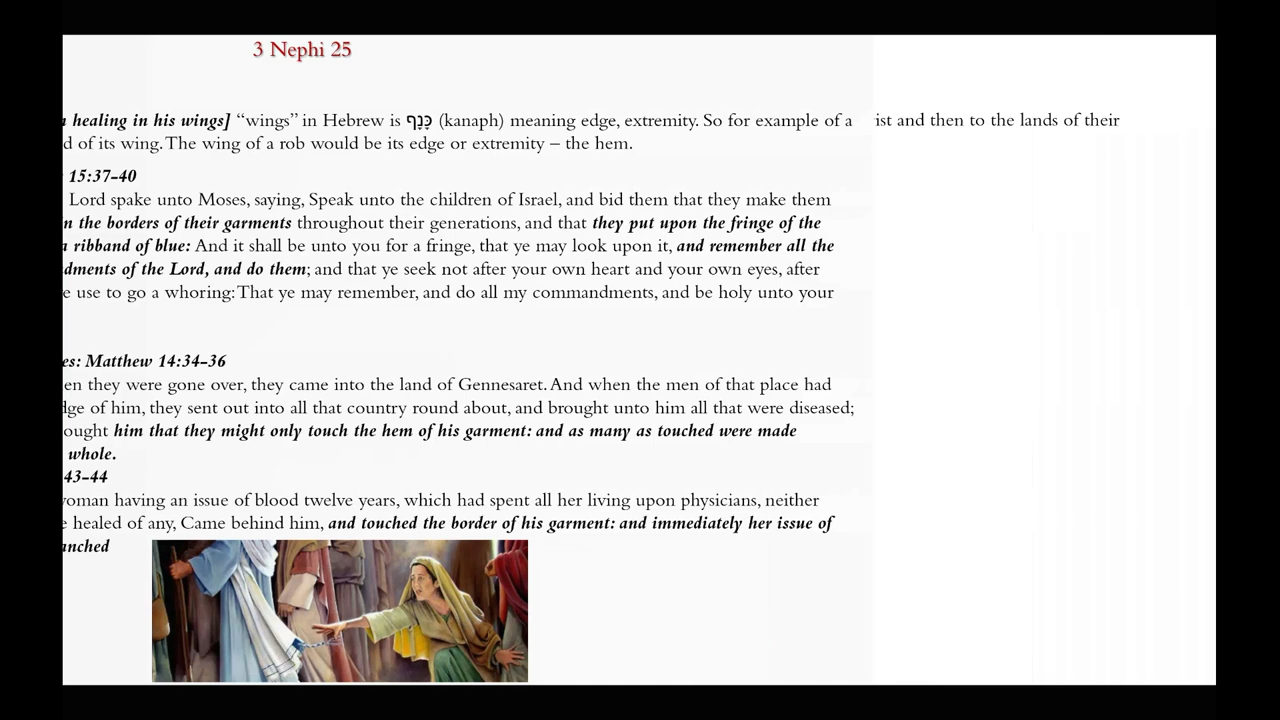 3 Nephi 25
healing in his wings] “wings” in Hebrew is כָּנָף (kanaph) meaning edge, extremity. So for example of a
ist and then to the lands of their
d of its wing. The wing of a rob would be its edge or extremity – the hem.
15:37-40
Lord spake unto Moses, saying, Speak unto the children of Israel, and bid them that they make them
n the borders of their garments throughout their generations, and that they put upon the fringe of the
a ribband of blue: And it shall be unto you for a fringe, that ye may look upon it, and remember all the
dments of the Lord, and do them; and that ye seek not after your own heart and your own eyes, after
e use to go a whoring: That ye may remember, and do all my commandments, and be holy unto your
es: Matthew 14:34-36
en they were gone over, they came into the land of Gennesaret. And when the men of that place had
dge of him, they sent out into all that country round about, and brought unto him all that were diseased;
ought him that they might only touch the hem of his garment: and as many as touched were made
whole.
43-44
woman having an issue of blood twelve years, which had spent all her living upon physicians, neither
e healed of any, Came behind him, and touched the border of his garment: and immediately her issue of
anched